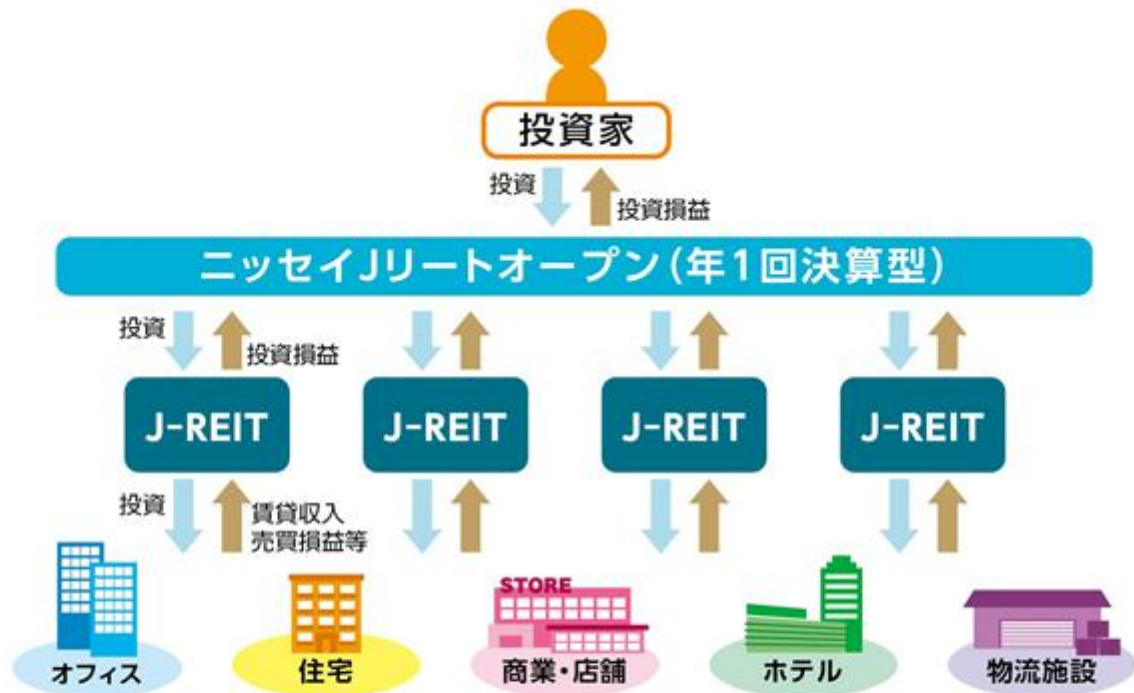 投資家
投資
投資損益
ニッセイJリートオープン(年1回決算型)
投資
投資損益
J-REIT
J-REIT
J-REIT
J-REIT
投資
賃貸収入
売買損益等
STORE
オフィス
住宅
商業・店舗
ホテル
物流施設